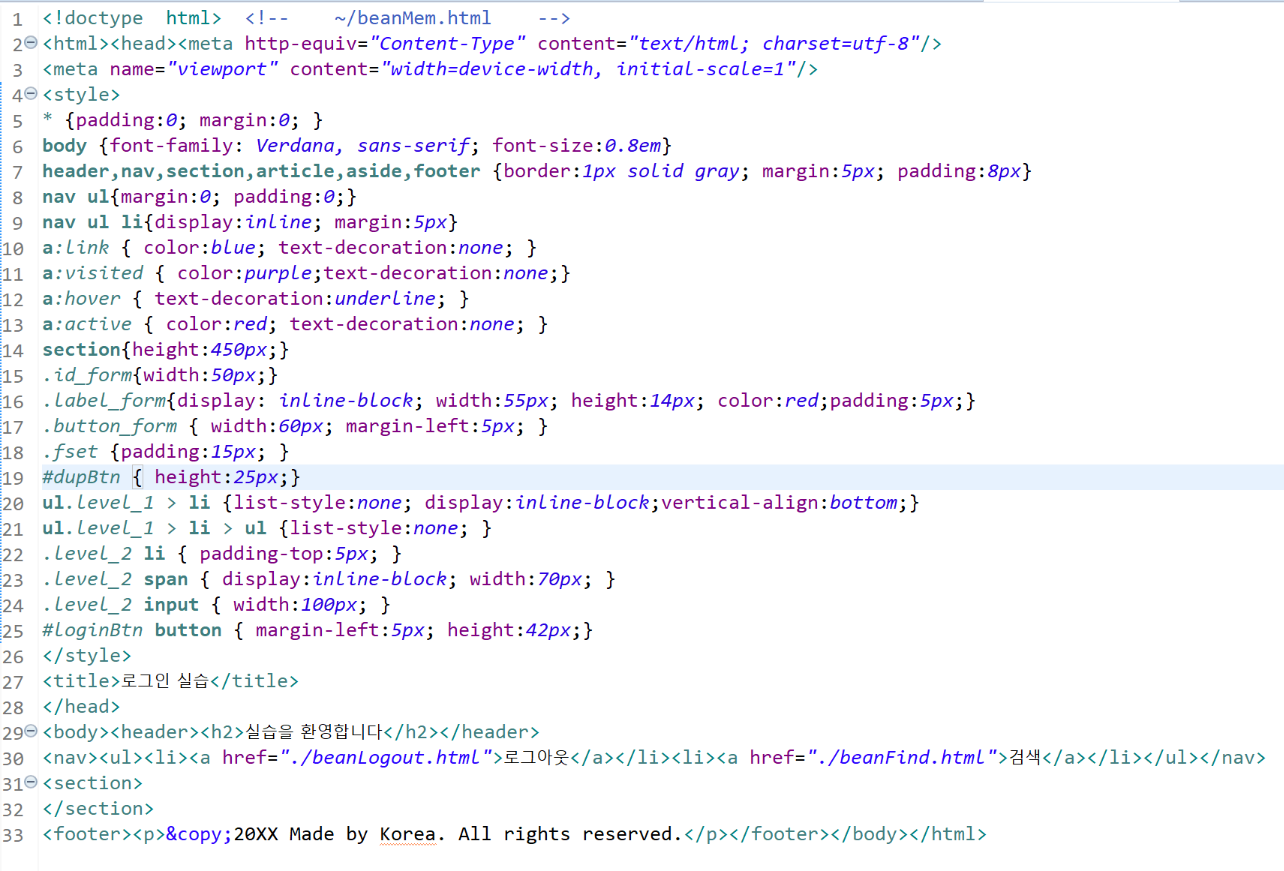 1 <!doctype  html>  <!--    ~/beanMem.html    -->
2 <html><head><meta http-equiv="Content-Type" content="text/html; charset=utf-8"/>
3 <meta name="viewport" content="width=device-width, initial-scale=1"/>
4 <style>
5 * {padding:0; margin:0; }
6 body {font-family: Verdana, sans-serif; font-size:0.8em}
7 header,nav,section,article,aside,footer {border:1px solid gray; margin:5px; padding:8px}
8 nav ul{margin:0; padding:0;}
9 nav ul li{display:inline; margin:5px}
10 a:link { color:blue; text-decoration:none; }
11 a:visited { color:purple;text-decoration:none;}
12 a:hover { text-decoration:underline; }
13 a:active { color:red; text-decoration:none; }
14 section{height:450px;}
15 .id_form{width:50px;}
16 .label_form{display: inline-block; width:55px; height:14px; color:red;padding:5px;}
17 .button_form { width:60px; margin-left:5px; }
18 .fset {padding:15px; }
19 #dupBtn { height:25px;}
20 ul.level_1 > li {list-style:none; display:inline-block;vertical-align:bottom;}
21 ul.level_1 > li > ul {list-style:none; }
22 .level_2 li { padding-top:5px; }
23 .level_2 span { display:inline-block; width:70px; }
24 .level_2 input { width:100px; }
25 #loginBtn button { margin-left:5px; height:42px;}
26 </style>
27 <title>로그인 실습</title>
28 </head>
29 <body><header><h2>실습을 환영합니다</h2></header>
30 <nav><ul><li><a href="./beanLogout.html">로그아웃</a></li><li><a href="./beanFind.html">검색</a></li></ul></nav>
31 <section>
32 </section>
33 <footer><p>&copy;20XX Made by Korea. All rights reserved.</p></footer></body></html>